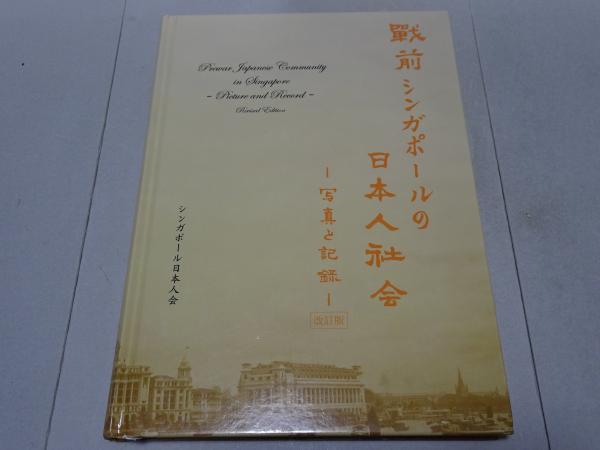 戰前シンガポールの
日本人社会
−写真と記録−
改訂版
Prewar Japanese Community
in Singapore
- Picture and Record -
Revised Edition
シンガポール日本人会